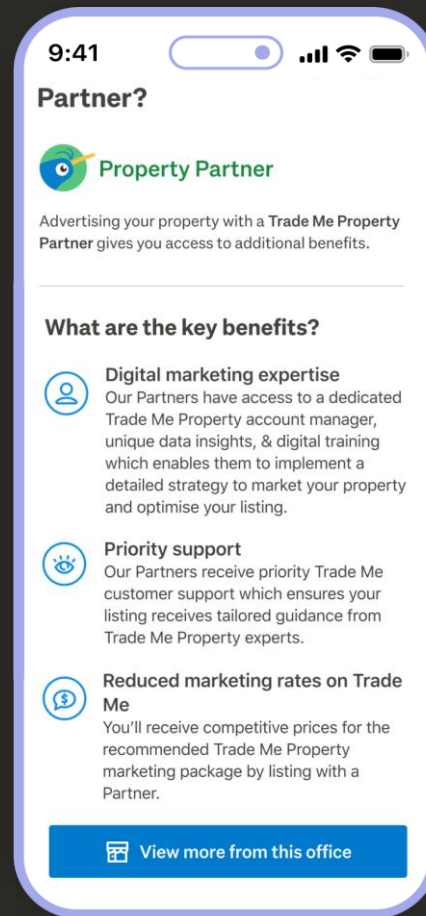 9:41
Partner?
Property Partner
Advertising your property with a Trade Me Property
Partner gives you access to additional benefits.
What are the key benefits?
Digital marketing expertise
Our Partners have access to a dedicated
Trade Me Property account manager,
unique data insights, & digital training
which enables them to implement a
detailed strategy to market your property
and optimise your listing.
Priority support
Our Partners receive priority Trade Me
customer support which ensures your
listing receives tailored guidance from
Trade Me Property experts.
Reduced marketing rates on Trade
Me
You'll receive competitive prices for the
recommended Trade Me Property
marketing package by listing with a
Partner.
View more from this office